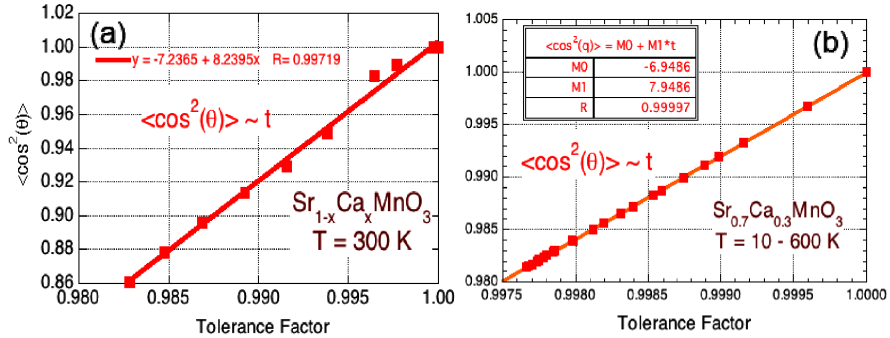 (a)
y = -7.2365 + 8.2395x R= 0.99719
<cos²(θ)> ~ t
Sr₁₋ₓCaₓMnO₃
T = 300 K
<cos²(θ)>
1.00
0.98
0.96
0.94
0.92
0.90
0.88
0.86
0.980 0.985 0.990 0.995 1.00
Tolerance Factor
(b)
<cos²(q)> = M0 + M1*t
M0 -6.9486
M1 7.9486
R 0.99997
<cos²(θ)> ~ t
Sr₀.₇Ca₀.₃MnO₃
T = 10 - 600 K
1.005
1.000
0.995
0.990
0.985
0.980
0.9975 0.9980 0.9985 0.9990 0.9995 1.0000
Tolerance Factor